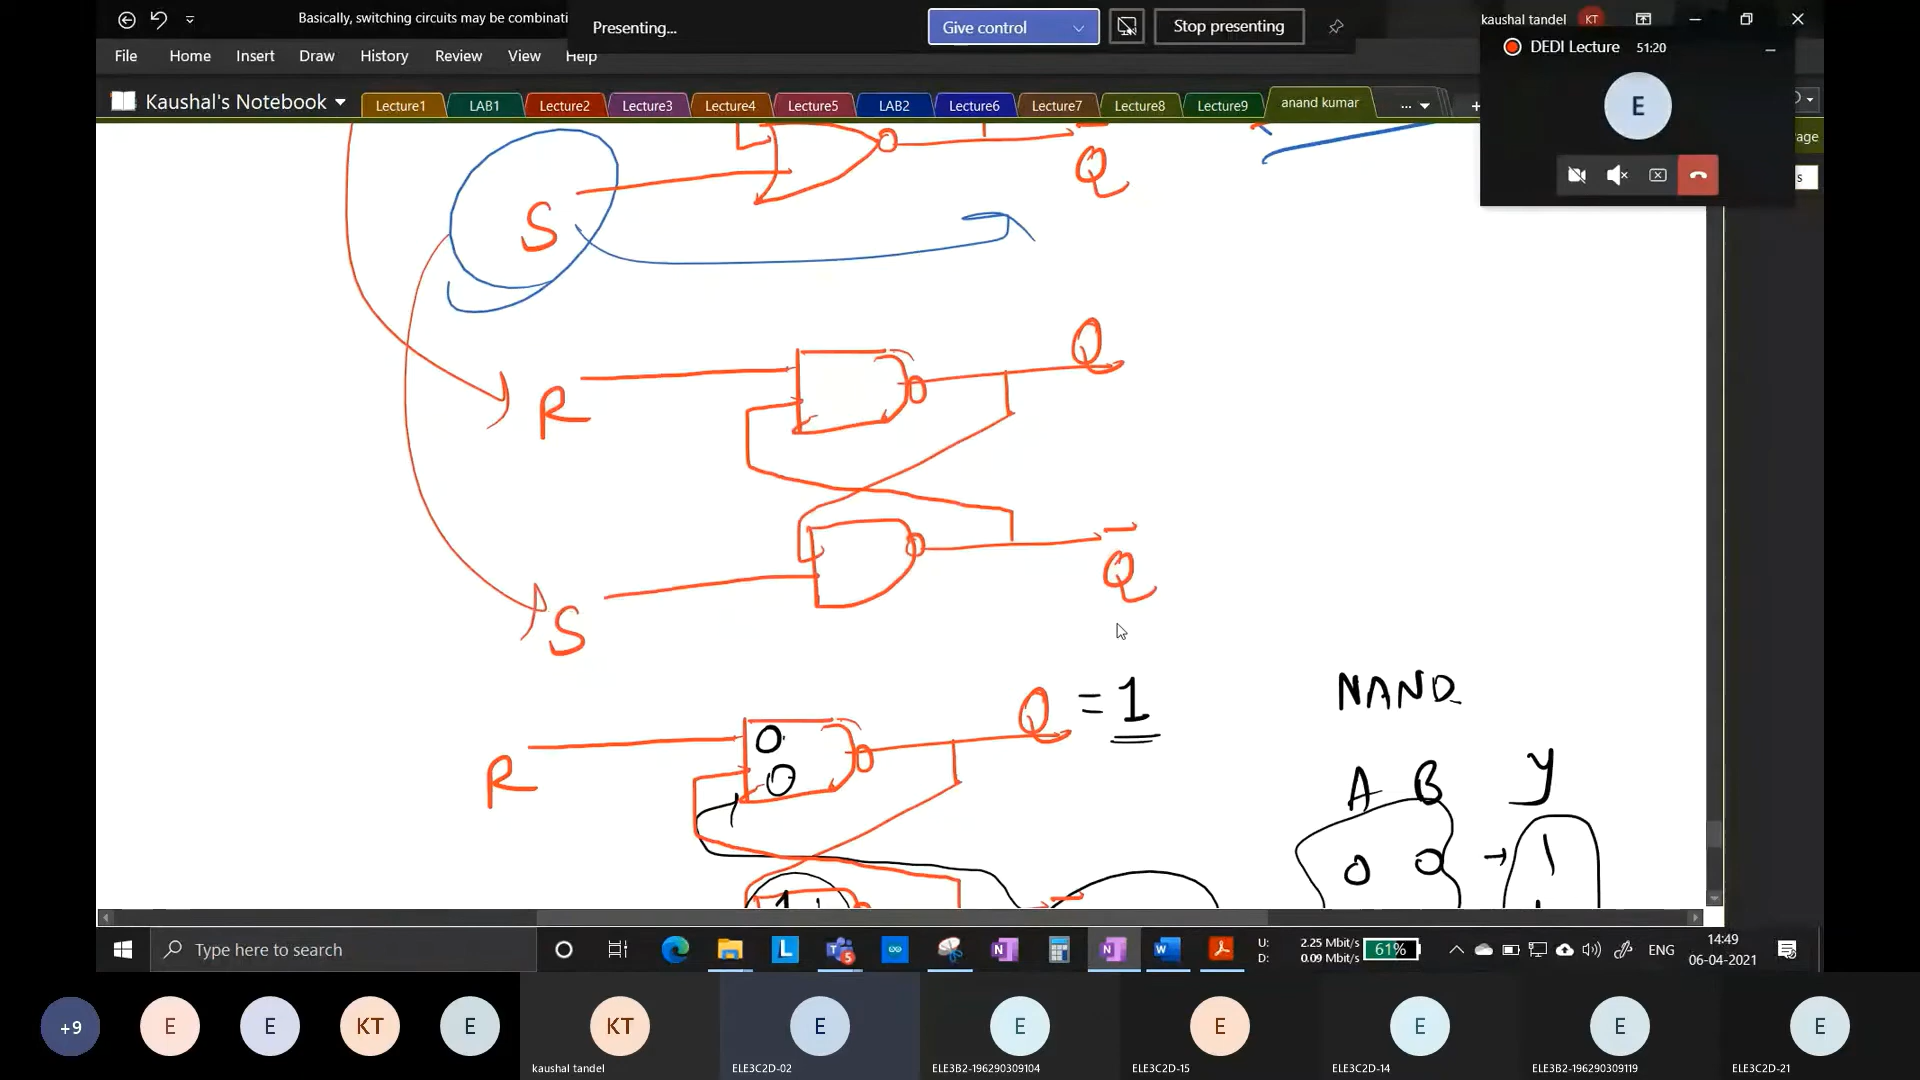 Basically, switching circuits may be combinati
Presenting...
Give control
Stop presenting
kaushal tandel
KT
DEDI Lecture 51:20
E
File Home Insert Draw History Review View Help
Kaushal's Notebook
Lecture1 LAB1 Lecture2 Lecture3 Lecture4 Lecture5 LAB2 Lecture6 Lecture7 Lecture8 Lecture9 anand kumar ... +
age
s
Q
S
Q
R
Q
S
Q = 1
NAND
R
0
0
A B y
0 0 → 1
1
Type here to search
U: 2.25 Mbit/s
D: 0.09 Mbit/s
61%
ENG
14:49
06-04-2021
+9 E E KT E KT E E E E E E
kaushal tandel ELE3C2D-02 ELE3B2-196290309104 ELE3C2D-15 ELE3C2D-14 ELE3B2-196290309119 ELE3C2D-21